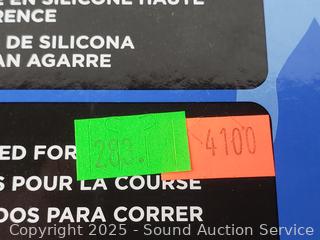 EN SILICONE HAUTE
RENCE
DE SILICONA
AN AGARRE
283.
4100
ED FOR
S POUR LA COURSE
DOS PARA CORRER
Copyright 2025 - Sound Auction Service